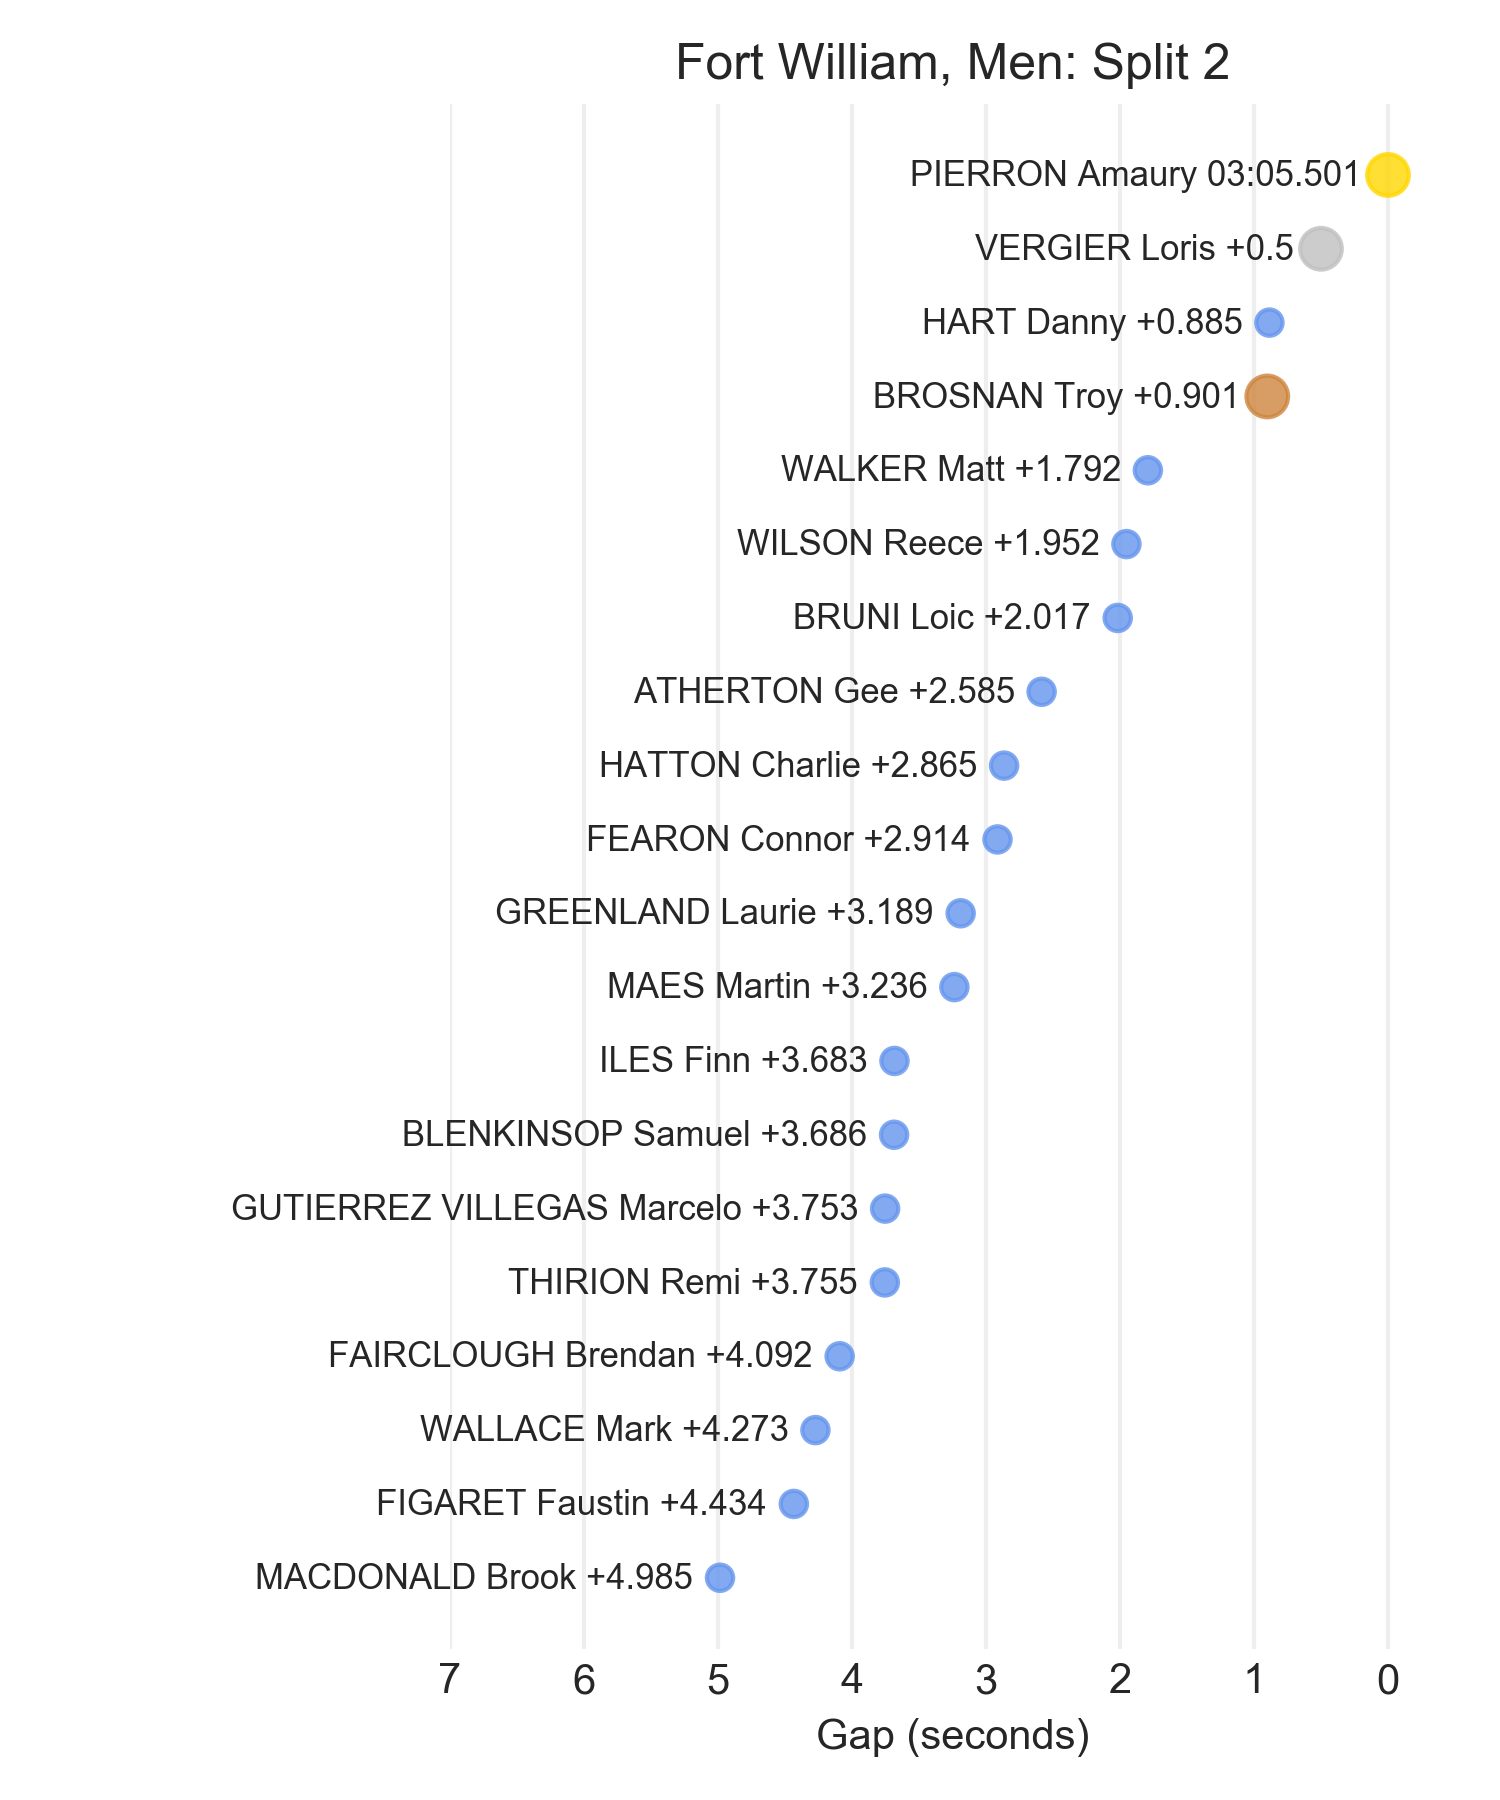 Fort William, Men: Split 2
PIERRON Amaury 03:05.501
VERGIER Loris +0.5
HART Danny +0.885
BROSNAN Troy +0.901
WALKER Matt +1.792
WILSON Reece +1.952
BRUNI Loic +2.017
ATHERTON Gee +2.585
HATTON Charlie +2.865
FEARON Connor +2.914
GREENLAND Laurie +3.189
MAES Martin +3.236
ILES Finn +3.683
BLENKINSOP Samuel +3.686
GUTIERREZ VILLEGAS Marcelo +3.753
THIRION Remi +3.755
FAIRCLOUGH Brendan +4.092
WALLACE Mark +4.273
FIGARET Faustin +4.434
MACDONALD Brook +4.985
7 6 5 4 3 2 1 0
Gap (seconds)